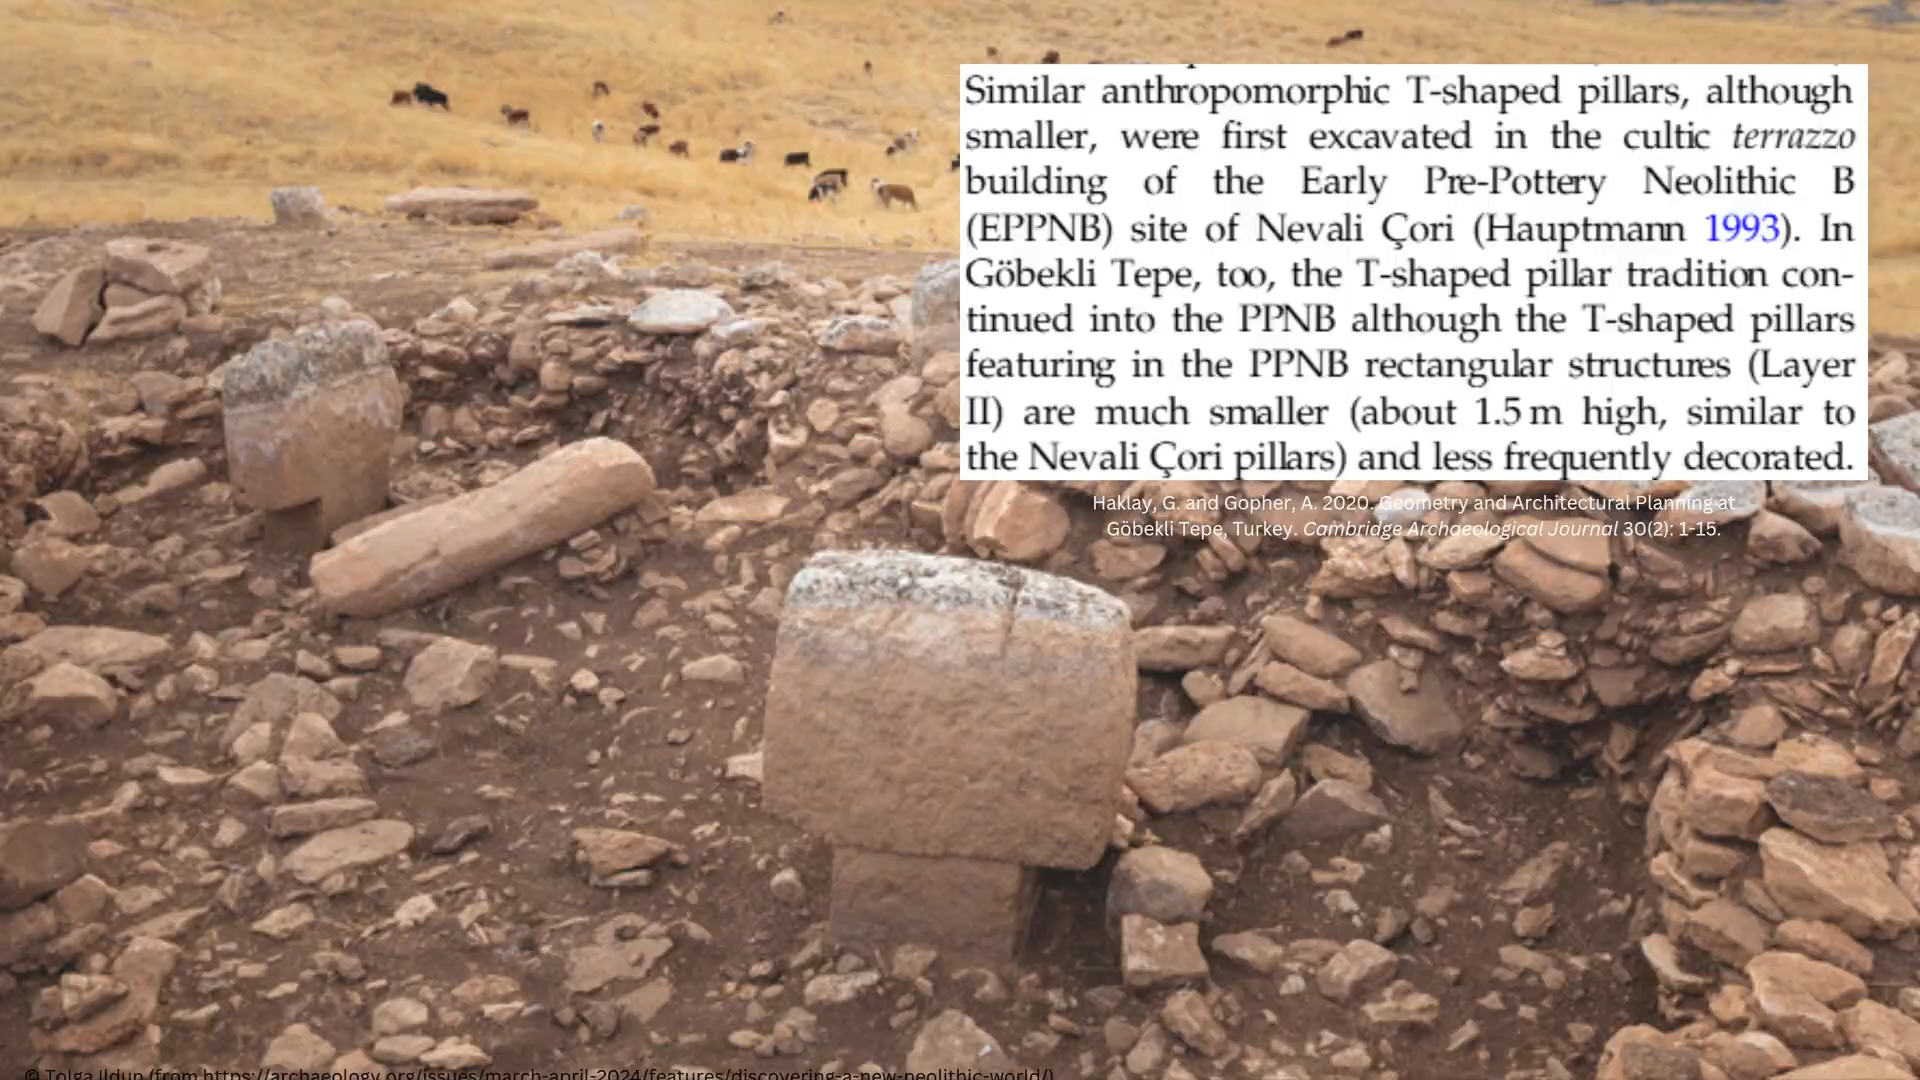 Similar anthropomorphic T-shaped pillars, although
smaller, were first excavated in the cultic terrazzo
building of the Early Pre-Pottery Neolithic B
(EPPNB) site of Nevali Çori (Hauptmann 1993). In
Göbekli Tepe, too, the T-shaped pillar tradition con-
tinued into the PPNB although the T-shaped pillars
featuring in the PPNB rectangular structures (Layer
II) are much smaller (about 1.5 m high, similar to
the Nevali Çori pillars) and less frequently decorated.
Haklay, G. and Gopher, A. 2020. Geometry and Architectural Planning at
Göbekli Tepe, Turkey. Cambridge Archaeological Journal 30(2): 1-15.
© Tolga Ildun (from https://archaeology.org/issues/march-april-2024/features/discovering-a-new-neolithic-world/)